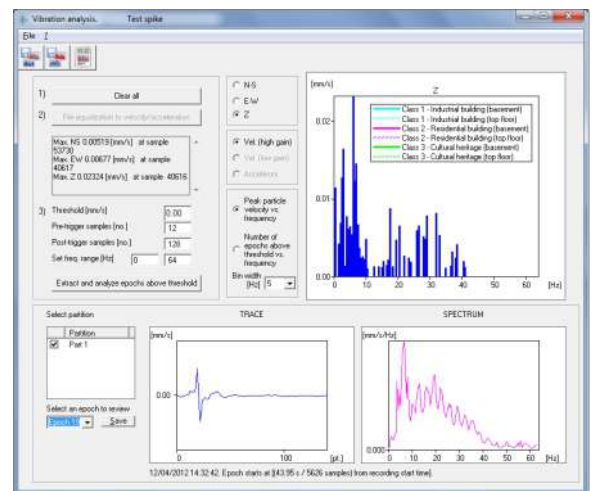 Vibration analysis. Test spike
File ?
1) Clear all
2) File equalization to velocity/acceleration
Max. NS 0.00519 [mm/s] at sample
53730
Max. EW 0.00677 [mm/s] at sample
40617
Max. Z 0.02324 [mm/s] at sample 40616
3) Threshold [mm/s] 0.00
Pre-trigger samples [no.] 12
Post-trigger samples [no.] 128
Set freq. range [Hz] 0 64
Extract and analyze epochs above threshold
N-S
E-W
Z
Vel. (high gain)
Vel. (low gain)
Peak particle
velocity vs.
frequency
Number of
epochs above
threshold vs.
frequency
Bin width
[Hz] 5
[mm/s]
Z
Class 1 - Industrial building (basement)
Class 1 - Industrial building (top floor)
Class 2 - Residential building (basement)
Class 2 - Residential building (top floor)
Class 3 - Cultural heritage (basement)
Class 3 - Cultural heritage (top floor)
0.02
0.01
0.00
0 10 20 30 40 50 60 [Hz]
Select partition
Partition
Part 1
Select an epoch to review
Save
TRACE
[mm/s]
0.00
0 100 [pt.]
SPECTRUM
[mm/s/Hz]
0.000
0 10 20 30 40 50 60 [Hz]
12/04/2012 14:32:42. Epoch starts at [(43.95 s / 5626 samples) from recording start time].